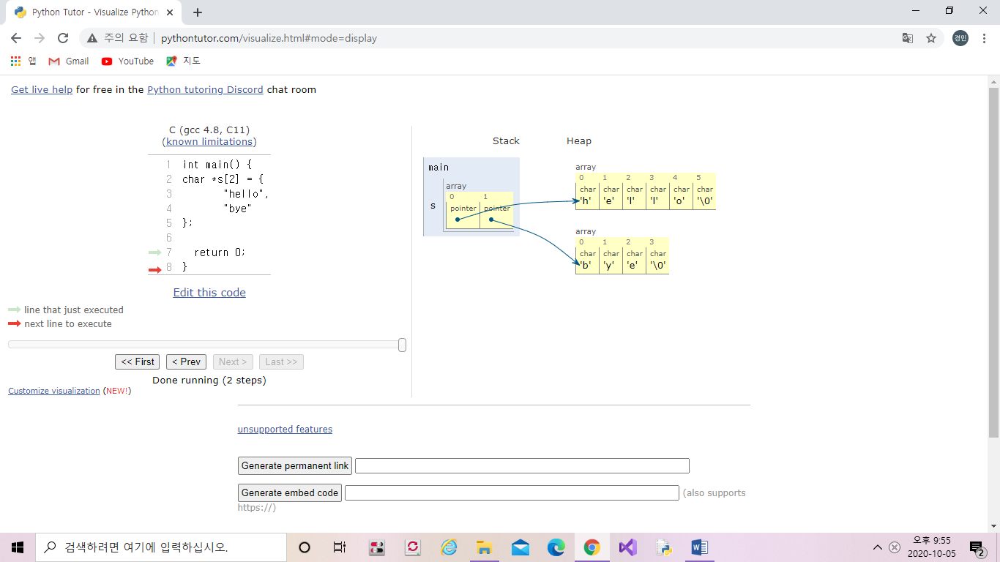 Python Tutor - Visualize Python
주의 요함 pythontutor.com/visualize.html#mode=display
경민
앱 Gmail YouTube 지도
Get live help for free in the Python tutoring Discord chat room
C (gcc 4.8, C11)
(known limitations)
1 int main() {
2 char *s[2] = {
3 "hello",
4 "bye"
5 };
6
7 return 0;
8 }
Edit this code
line that just executed
next line to execute
<< First < Prev Next > Last >>
Done running (2 steps)
Customize visualization (NEW!)
Stack Heap
main
array
0 1
s
pointer pointer
array
0 1 2 3 4 5
char char char char char char
'h' 'e' 'l' 'l' 'o' '\0'
array
0 1 2 3
char char char char
'b' 'y' 'e' '\0'
unsupported features
Generate permanent link
Generate embed code (also supports
https://)
검색하려면 여기에 입력하십시오.
오후 9:55
2020-10-05
2